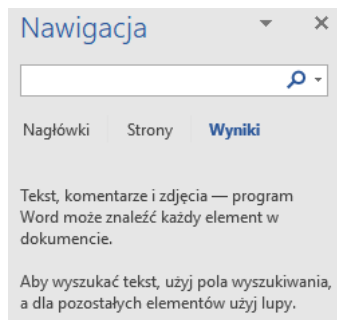 Nawigacja
Nagłówki Strony Wyniki
Tekst, komentarze i zdjęcia — program
Word może znaleźć każdy element w
dokumencie.
Aby wyszukać tekst, użyj pola wyszukiwania,
a dla pozostałych elementów użyj lupy.